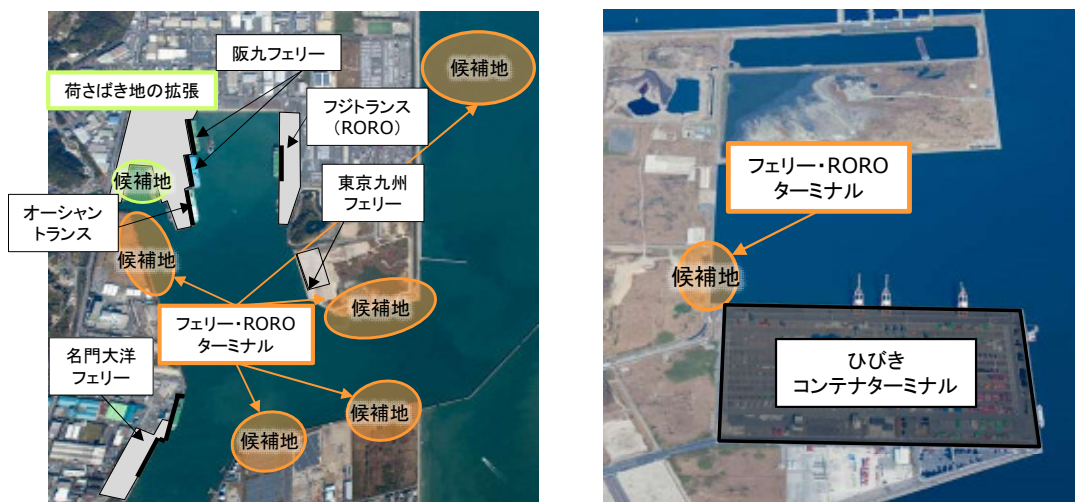 阪九フェリー
候補地
荷さばき地の拡張
フジトランス
(RORO)
候補地
東京九州
フェリー
オーシャン
トランス
候補地
候補地
フェリー・RORO
ターミナル
名門大洋
フェリー
候補地
候補地
フェリー・RORO
ターミナル
候補地
ひびき
コンテナターミナル